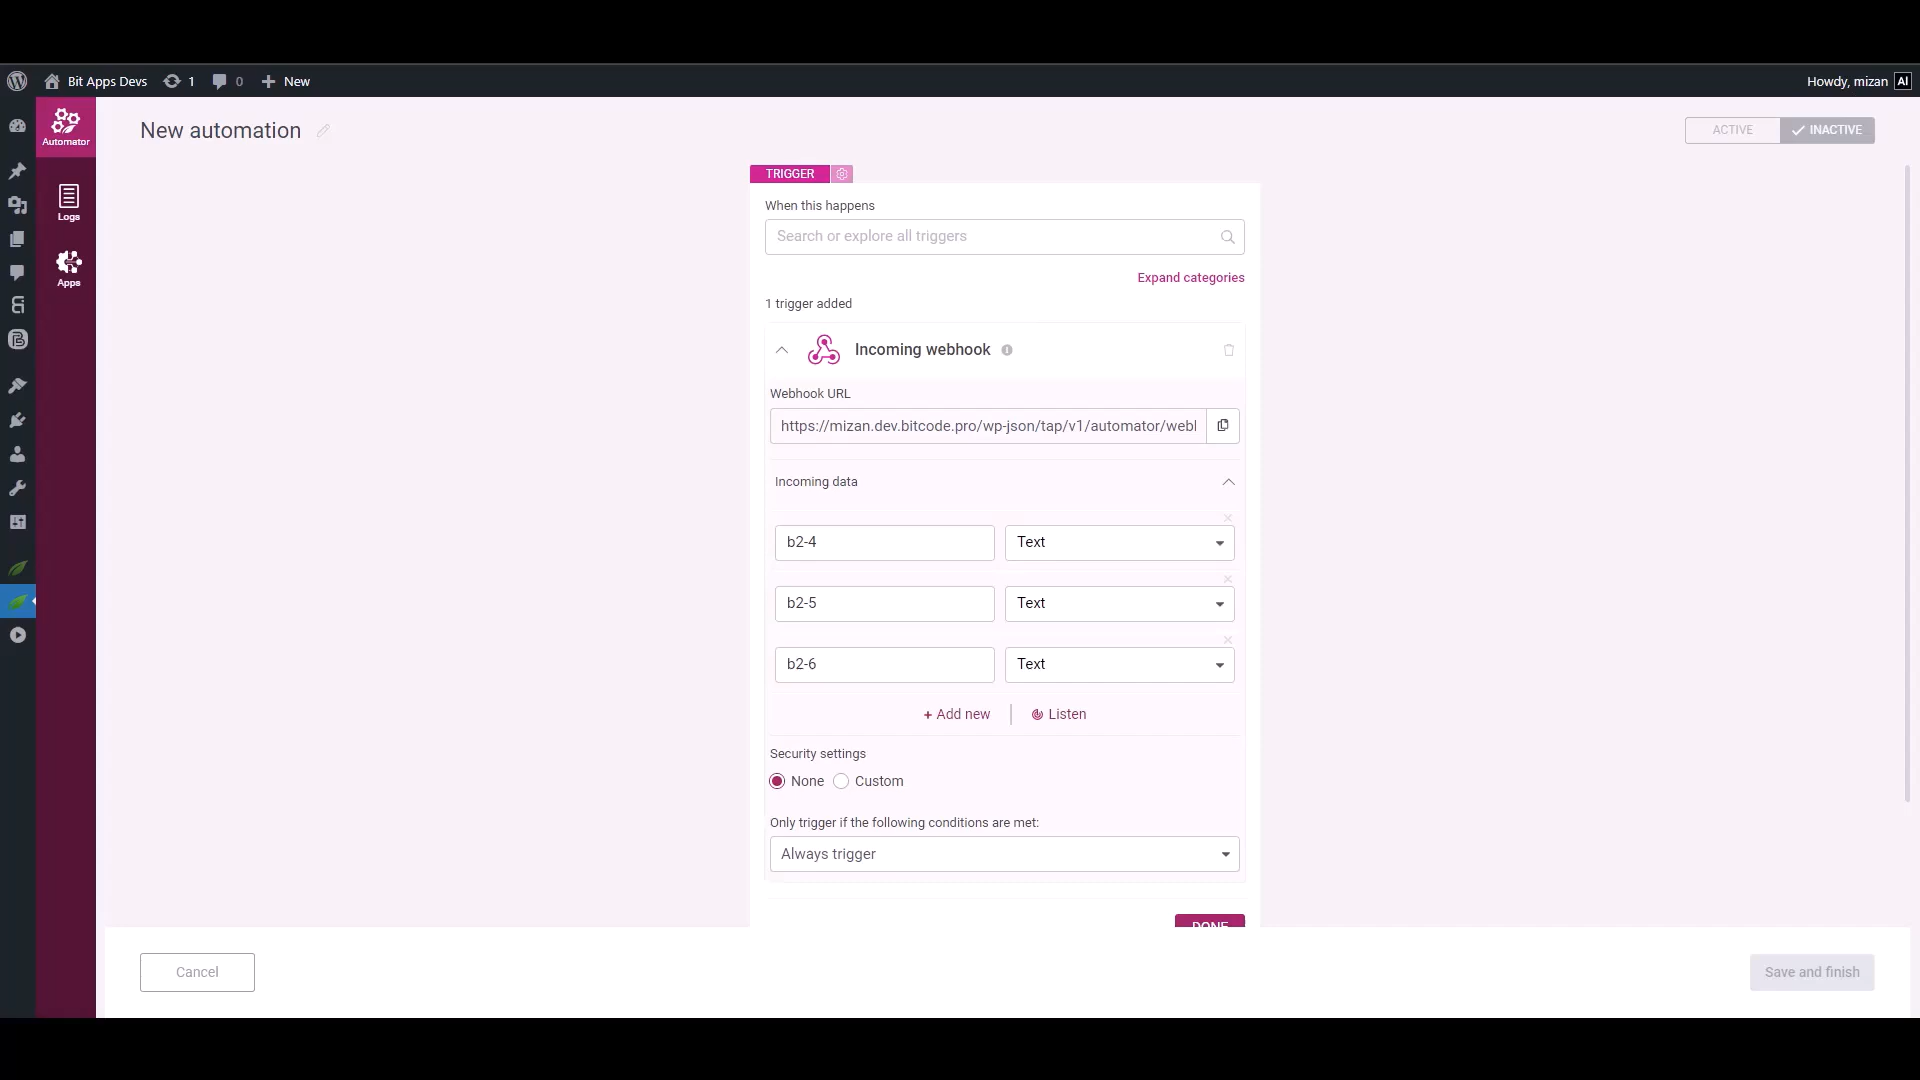 Bit Apps Devs 1 0 New Howdy, mizan AI
Automator
Logs
Apps
New automation
ACTIVE INACTIVE
TRIGGER
When this happens
Search or explore all triggers
Expand categories
1 trigger added
Incoming webhook
Webhook URL
https://mizan.dev.bitcode.pro/wp-json/tap/v1/automator/webl
Incoming data
b2-4 Text
b2-5 Text
b2-6 Text
+ Add new Listen
Security settings
None Custom
Only trigger if the following conditions are met:
Always trigger
DONE
Cancel
Save and finish